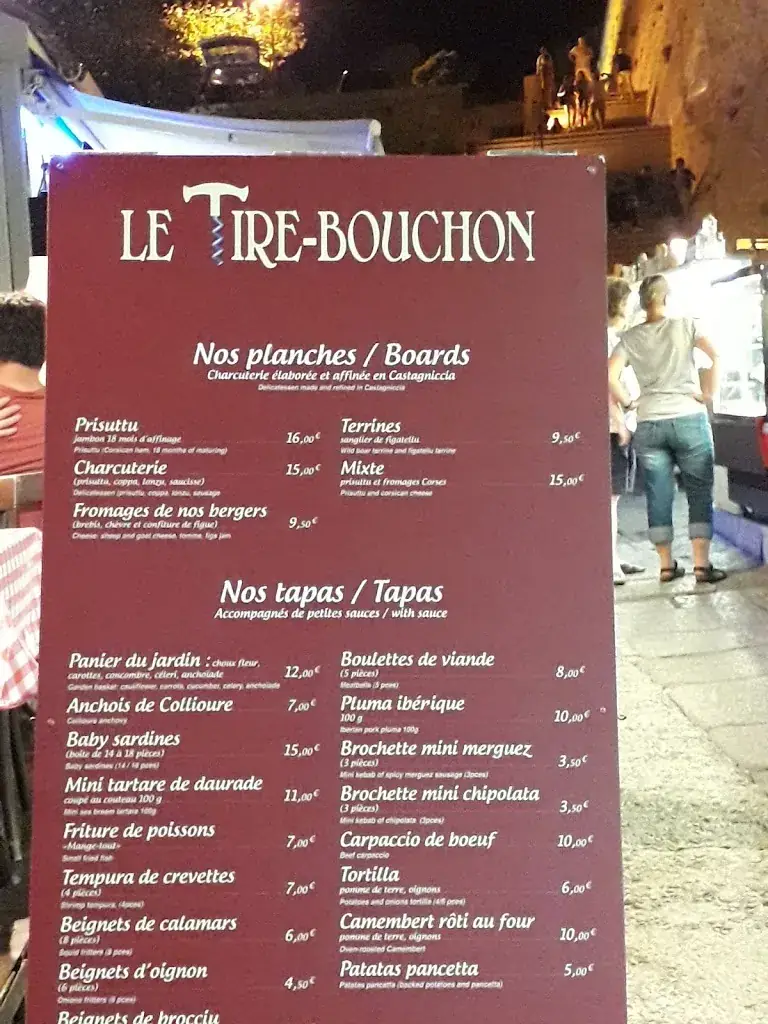 LE TIRE-BOUCHON
Nos planches / Boards
Charcuterie élaborée et affinée en Castagniccia
Delicatessen made and refined in Castagniccia
Prisuttu
jambon 18 mois d'affinage
16,00€
Prisuttu (Corsican ham, 18 months of maturing)
Charcuterie
(prisuttu, coppa, lonzu, saucisse)
15,00€
Delicatessen (prisuttu, coppa, lonzu, sausage
Fromages de nos bergers
(brebis, chèvre et confiture de figue)
9,50€
Cheese: sheep and goat cheese, tomme, figs jam
Terrines
sanglier de figatellu
9,50€
Wild boar terrine and figatellu terrine
Mixte
prisuttu et fromages Corses
15,00€
Prisuttu and corsican cheese
Nos tapas / Tapas
Accompagnés de petites sauces / with sauce
Panier du jardin : choux fleur,
carottes, concombre, céleri, anchoïade
12,00€
Garden basket: cauliflower, carrots, cucumber, celery, anchoiade
Anchois de Collioure
7,00€
Collioure anchovy
Baby sardines
(boîte de 14 à 18 pièces)
15,00€
Baby sardines (14 / 18 pces)
Mini tartare de daurade
coupé au couteau 100 g
11,00€
Mini sea bream tartare 100g
Friture de poissons
«Mange-tout»
7,00€
Small fried fish
Tempura de crevettes
(4 pièces)
7,00€
Shrimp tempura, (4pces)
Beignets de calamars
(8 pièces)
6,00€
Squid fritters (8 pces)
Beignets d'oignon
(6 pièces)
4,50€
Onions fritters (6 pces)
Beignets de brocciu
Boulettes de viande
(5 pièces)
8,00€
Meatballs (5 pces)
Pluma ibérique
100 g
10,00€
Iberian pork pluma 100g
Brochette mini merguez
(3 pièces)
3,50€
Mini kebab of spicy merguez sausage (3pces)
Brochette mini chipolata
(3 pièces)
3,50€
Mini kebab of chipolata (3pces)
Carpaccio de boeuf
10,00€
Beef carpaccio
Tortilla
pomme de terre, oignons
6,00€
Potatoes and onions tortilla (4/6 pces)
Camembert rôti au four
pomme de terre, oignons
10,00€
Oven-roasted Camembert
Patatas pancetta
5,00€
Patatas pancetta (backed potatoes and pancetta)